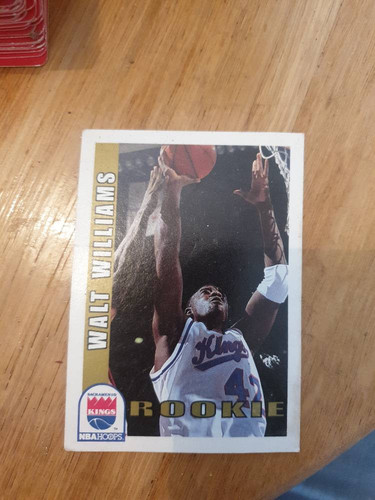 WALT WILLIAMS
Kings
42
ROOKIE
SACRAMENTO
KINGS
NBA HOOPS